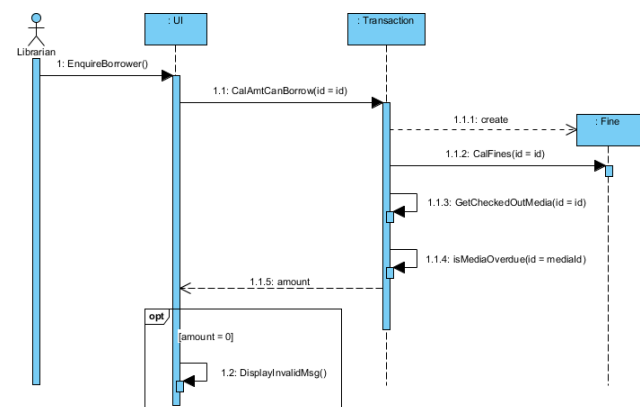 : UI
: Transaction
Librarian
1: EnquireBorrower()
1.1: CalAmtCanBorrow(id = id)
1.1.1: create
: Fine
1.1.2: CalFines(id = id)
1.1.3: GetCheckedOutMedia(id = id)
1.1.4: isMediaOverdue(id = mediaId)
1.1.5: amount
opt
[amount = 0]
1.2: DisplayInvalidMsg()